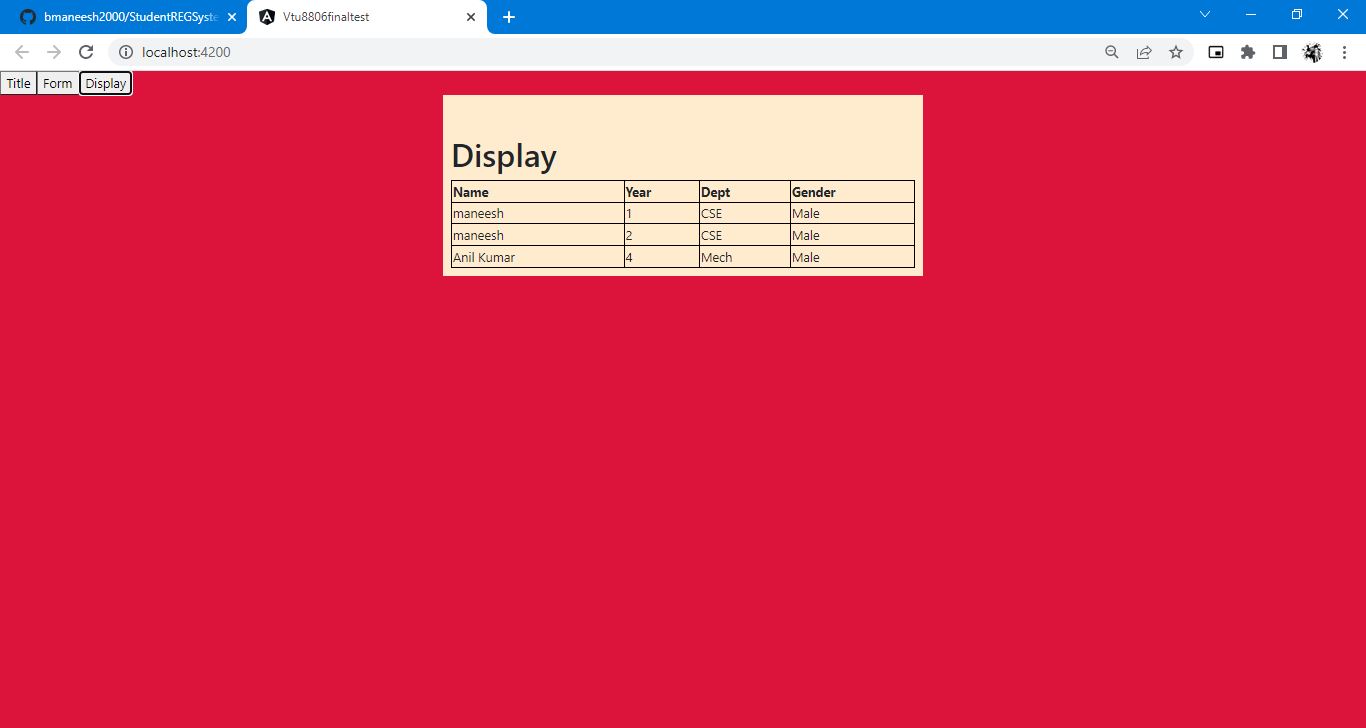 bmaneesh2000/StudentREGSyste
Vtu8806finaltest
localhost:4200
Title Form Display
Display
Name Year Dept Gender
maneesh 1 CSE Male
maneesh 2 CSE Male
Anil Kumar 4 Mech Male